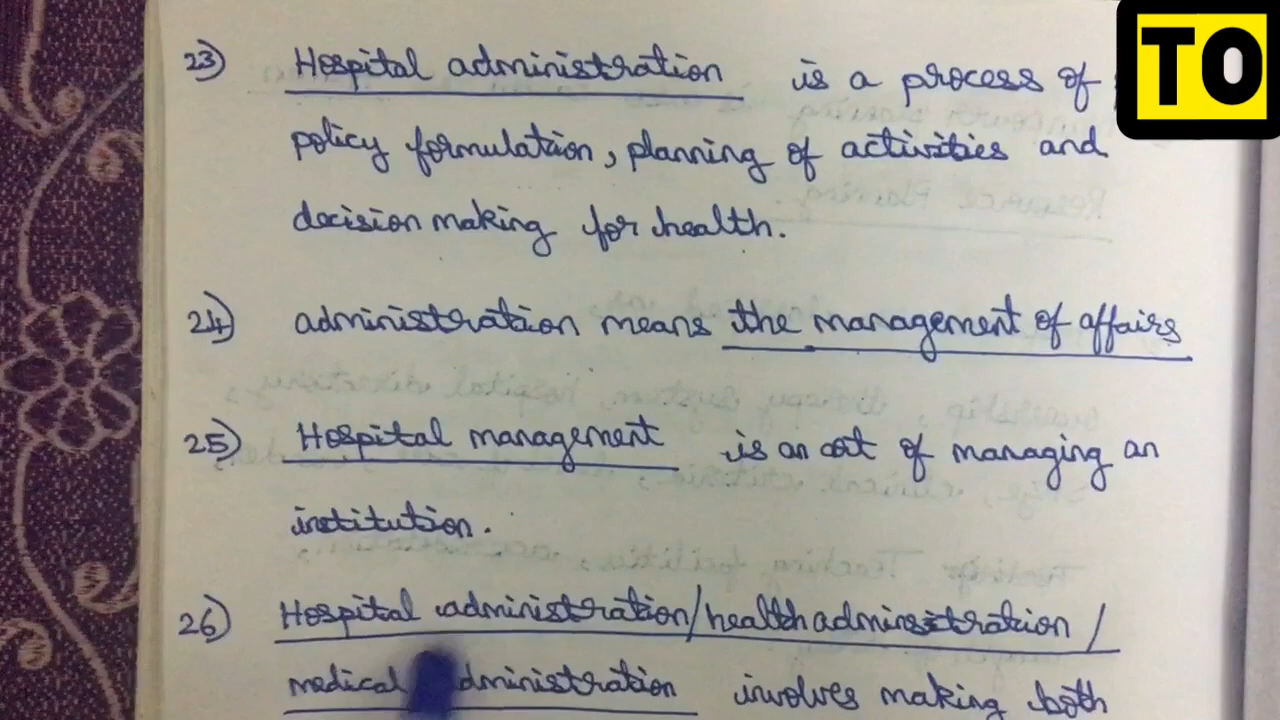 TO
23) Hospital administration is a process of
policy formulation, planning of activities and
decision making for health.
24) administration means the management of affairs
25) Hospital management is an act of managing an
institution.
26) Hospital administration/health administration/
medical administration involves making both